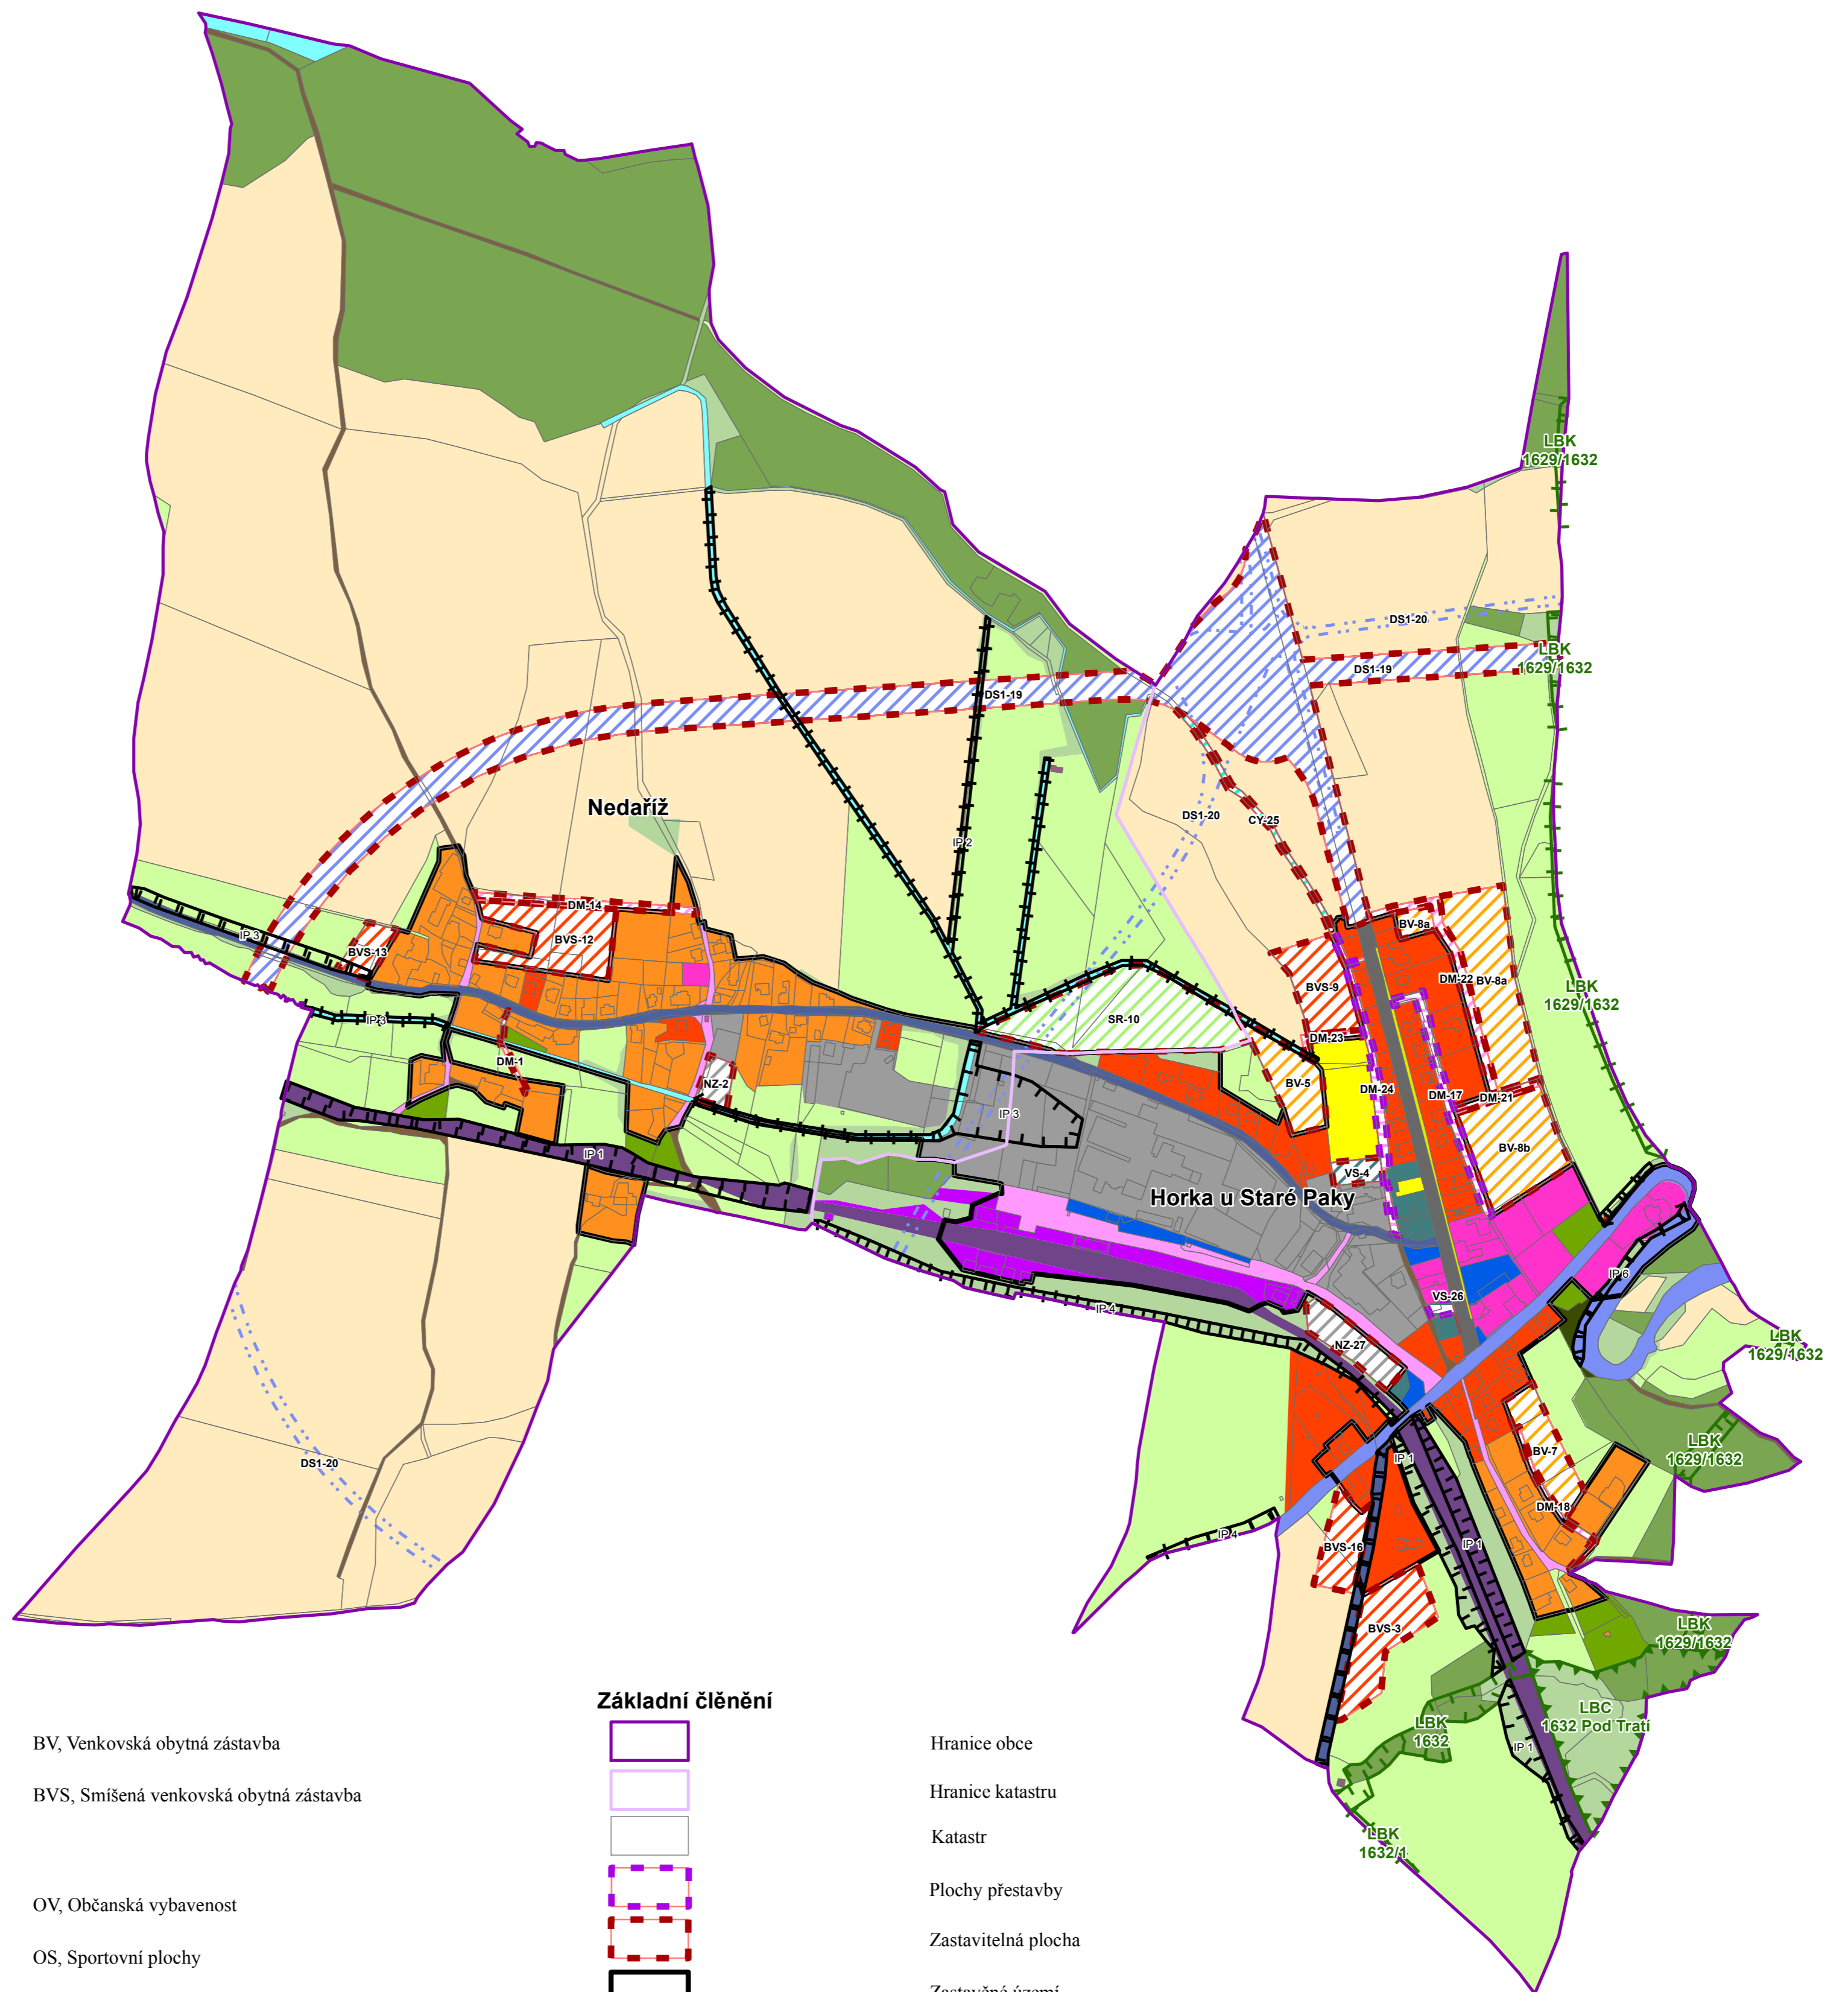 LBK
1629/1632
DS1-20
LBK
1629/1632
DS1-19
DS1-19
Nedaříž
DS1-20
CY-25
IP 2
DM-14
BV-8a
IP 3
BVS-12
BVS-13
DM-22
BV-8a
BVS-9
LBK
1629/1632
IP 3
SR-10
DM-23
DM-1
NZ-2
BV-5
DM-24
DM-17
DM-21
IP 3
BV-8b
IP 1
VS-4
Horka u Staré Paky
IP 6
VS-26
IP 4
NZ-27
LBK
1629/1632
DS1-20
IP 1
BV-7
LBK
1629/1632
DM-18
IP 4
BVS-16
IP 1
BVS-3
LBK
1629/1632
LBC
1632 Pod Tratí
LBK
1632
IP 1
LBK
1632/1
Základní člěnění
BV, Venkovská obytná zástavba
Hranice obce
BVS, Smíšená venkovská obytná zástavba
Hranice katastru
Katastr
OV, Občanská vybavenost
Plochy přestavby
OS, Sportovní plochy
Zastavitelná plocha